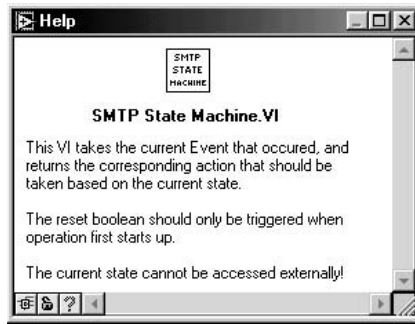 Help
SMTP
STATE
MACHINE
SMTP State Machine.VI
This VI takes the current Event that occured, and
returns the corresponding action that should be
taken based on the current state.
The reset boolean should only be triggered when
operation first starts up.
The current state cannot be accessed externally!
?